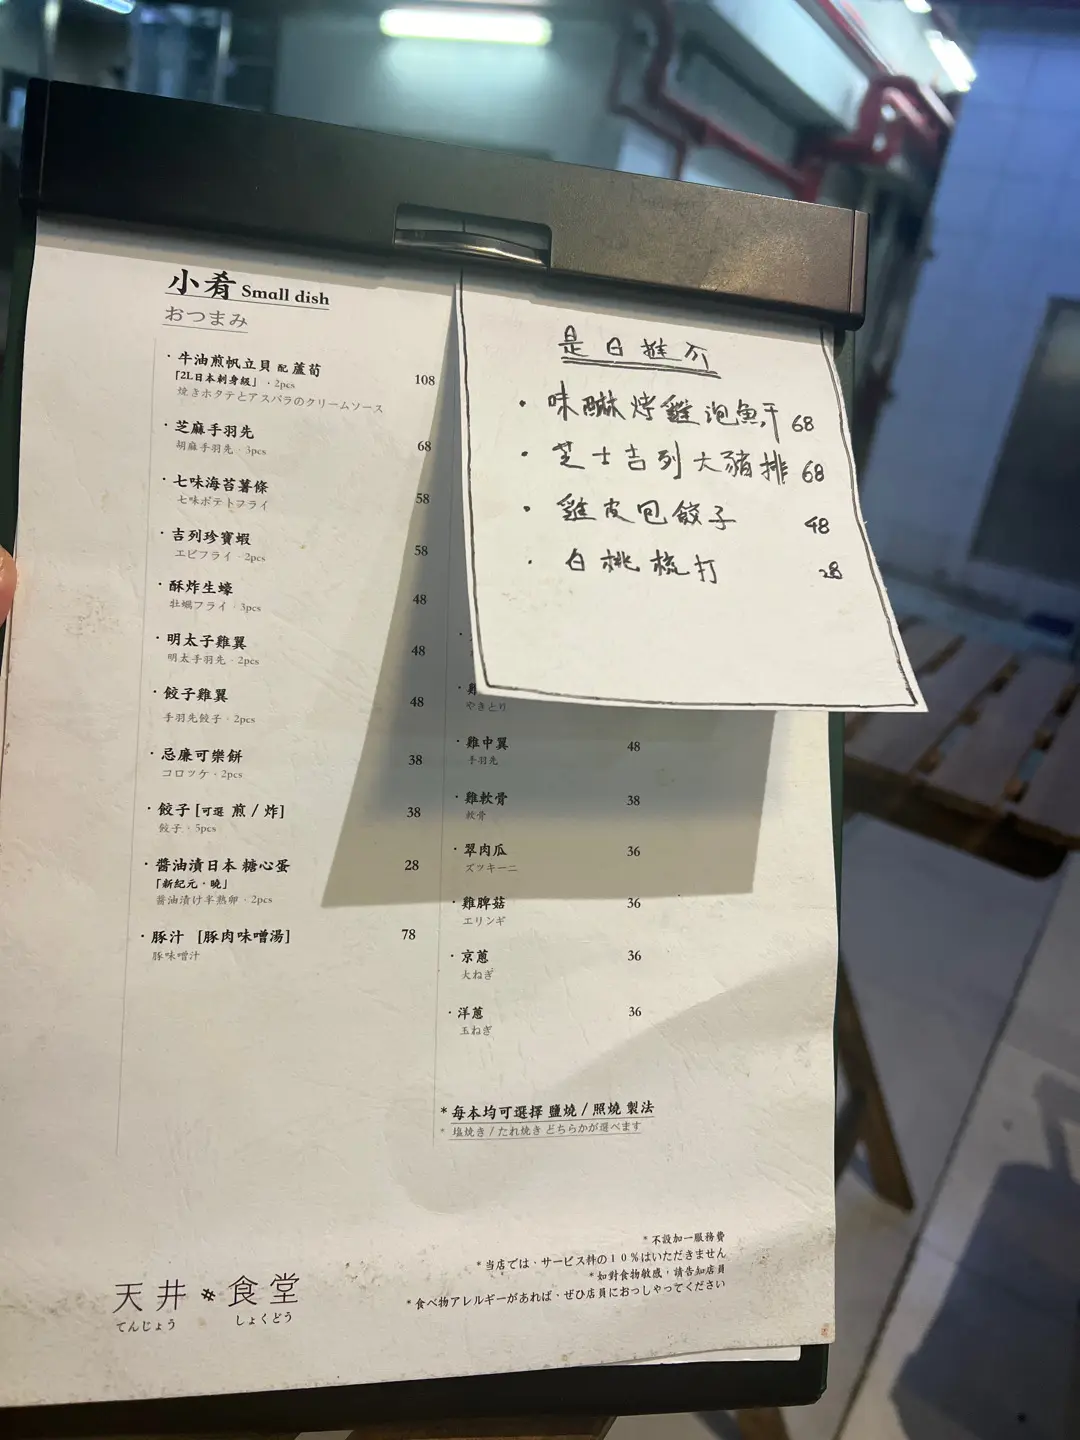 小肴 Small dish
おつまみ
・牛油煎帆立貝 配 蘆荀 108
「2L日本刺身級」・2pcs
焼きホタテとアスパラのクリームソース
・芝麻手羽先 68
胡麻手羽先・3pcs
・七味海苔薯條 58
七味ポテトフライ
・吉列珍寶蝦 58
エビフライ・2pcs
・酥炸生蠔 48
牡蠣フライ・3pcs
・明太子雞翼 48
明太手羽先・2pcs
・餃子雞翼 48
手羽先餃子・2pcs
・忌廉可樂餅 38
コロッケ・2pcs
・餃子 [可選 煎 / 炸] 38
餃子・5pcs
・醬油漬日本 糖心蛋 28
「新紀元・曉」
醤油漬け半熟卵・2pcs
・豚汁 [豚肉味噌湯] 78
豚味噌汁
是日推介
・味醂烤雞泡魚干 68
・芝士吉列大豬排 68
・雞皮包餃子 48
・白桃梳打 28
やきとり
・雞中翼 48
手羽先
・雞軟骨 38
軟骨
・翠肉瓜 36
ズッキーニ
・雞髀菇 36
エリンギ
・京蔥 36
大ねぎ
・洋蔥 36
玉ねぎ
*每本均可選擇 鹽燒 / 照燒 製法
* 塩焼き / たれ焼き どちらかが選べます
*不設加一服務費
*当店では・サービス料の10%はいただきません
*如對食物敏感，請告知店員
*食べ物アレルギーがあれば・ぜひ店員におっしゃってください
天井 食堂
てんじょう しょくどう